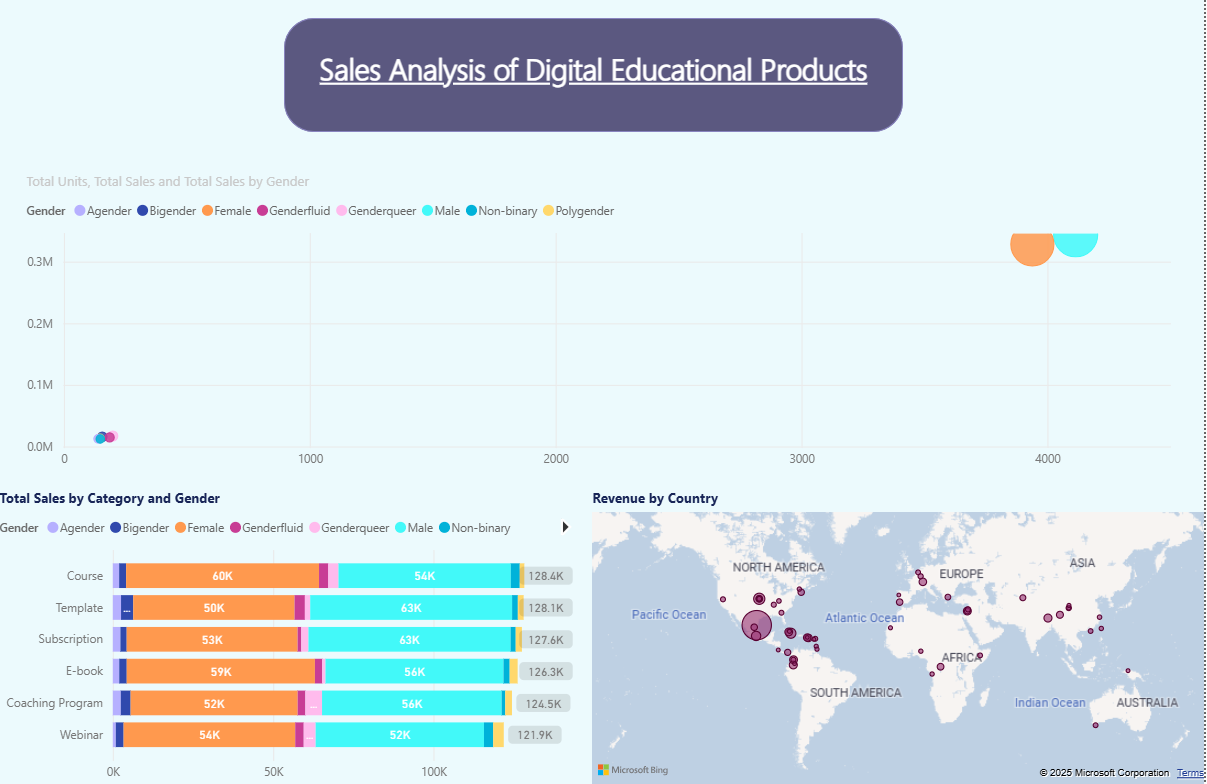 Sales Analysis of Digital Educational Products
Total Units, Total Sales and Total Sales by Gender
Gender Agender Bigender Female Genderfluid Genderqueer Male Non-binary Polygender
0.3M
0.2M
0.1M
0.0M
0 1000 2000 3000 4000
Total Sales by Category and Gender
Gender Agender Bigender Female Genderfluid Genderqueer Male Non-binary
Course 60K 54K 128.4K
Template ... 50K 63K 128.1K
Subscription 53K 63K 127.6K
E-book 59K 56K 126.3K
Coaching Program 52K ... 56K 124.5K
Webinar 54K ... 52K 121.9K
0K 50K 100K
Revenue by Country
NORTH AMERICA
EUROPE
ASIA
Pacific Ocean
Atlantic Ocean
AFRICA
SOUTH AMERICA
Indian Ocean
AUSTRALIA
Microsoft Bing
© 2025 Microsoft Corporation Terms